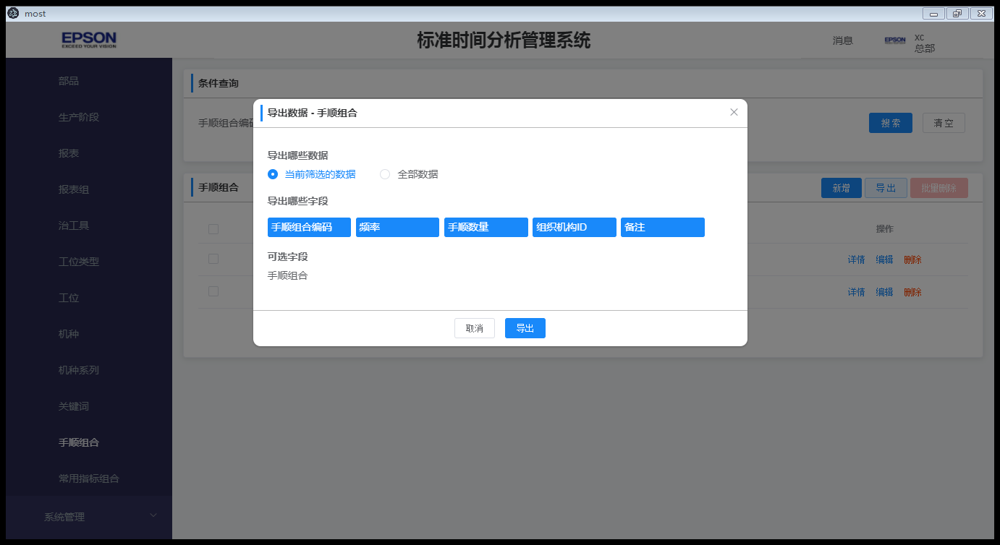 most
EPSON
EXCEED YOUR VISION
标准时间分析管理系统
消息
EPSON
xc
总部
部品
生产阶段
报表
报表组
治工具
工位类型
工位
机种
机种系列
关键词
手顺组合
常用指标组合
系统管理
条件查询
手顺组合编码
搜索
清空
手顺组合
新增
导出
批量删除
操作
详情 编辑 删除
详情 编辑 删除
导出数据 - 手顺组合
导出哪些数据
当前筛选的数据 全部数据
导出哪些字段
手顺组合编码 频率 手顺数量 组织机构ID 备注
可选字段
手顺组合
取消 导出